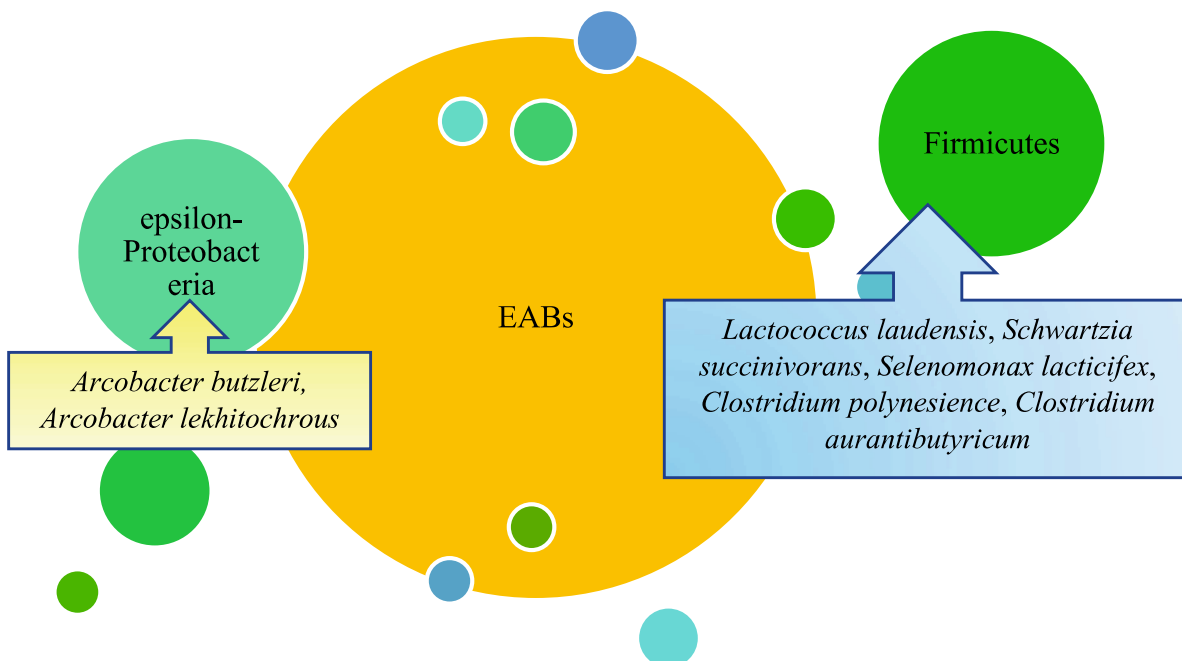 Firmicutes
epsilon-
Proteobact
eria
EABs
Lactococcus laudensis, Schwartzia
succinivorans, Selenomonax lacticifex,
Clostridium polynesience, Clostridium
aurantibutyricum
Arcobacter butzleri,
Arcobacter lekhitochrous